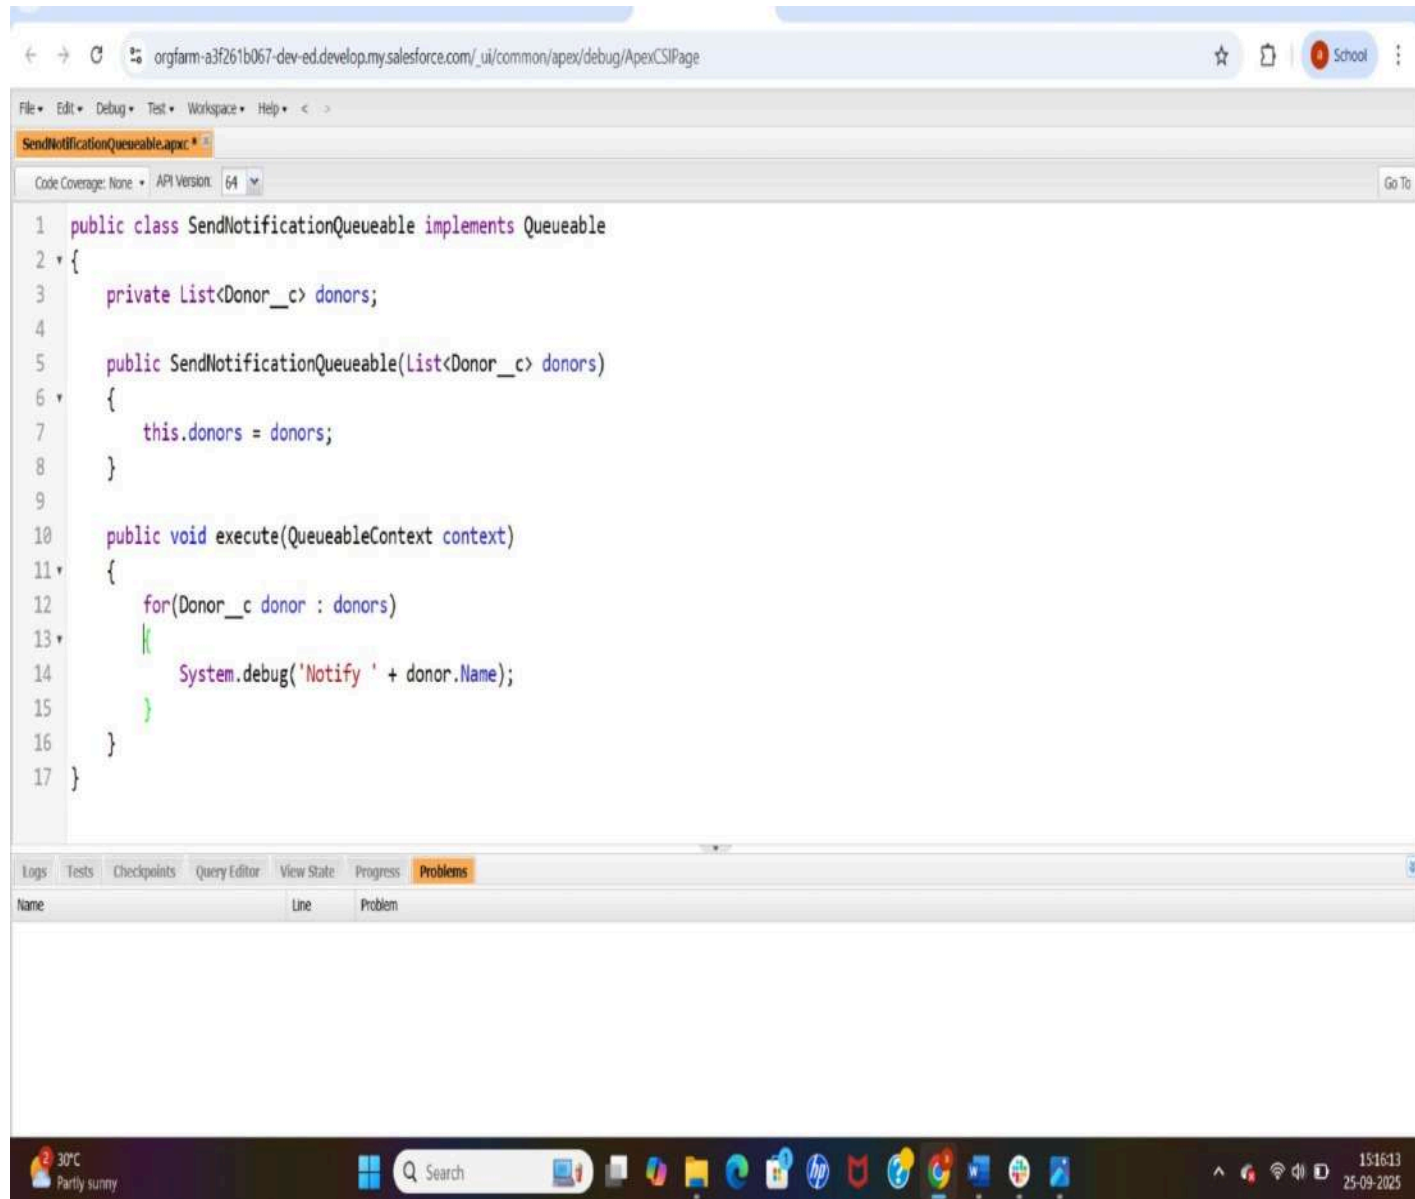 orgfarm-a3f261b067-dev-ed.develop.my.salesforce.com/_ui/common/apex/debug/ApexCSIPage
a School
File Edit Debug Test Workspace Help < >
SendNotificationQueueable.apxc *
Code Coverage: None API Version: 64 Go To
1 public class SendNotificationQueueable implements Queueable
2 {
3 private List<Donor__c> donors;
4
5 public SendNotificationQueueable(List<Donor__c> donors)
6 {
7 this.donors = donors;
8 }
9
10 public void execute(QueueableContext context)
11 {
12 for(Donor__c donor : donors)
13 {
14 System.debug('Notify ' + donor.Name);
15 }
16 }
17 }
Logs Tests Checkpoints Query Editor View State Progress Problems
Name Line Problem
2 30°C
Partly sunny
Search
1
hp
15:16:13
25-09-2025